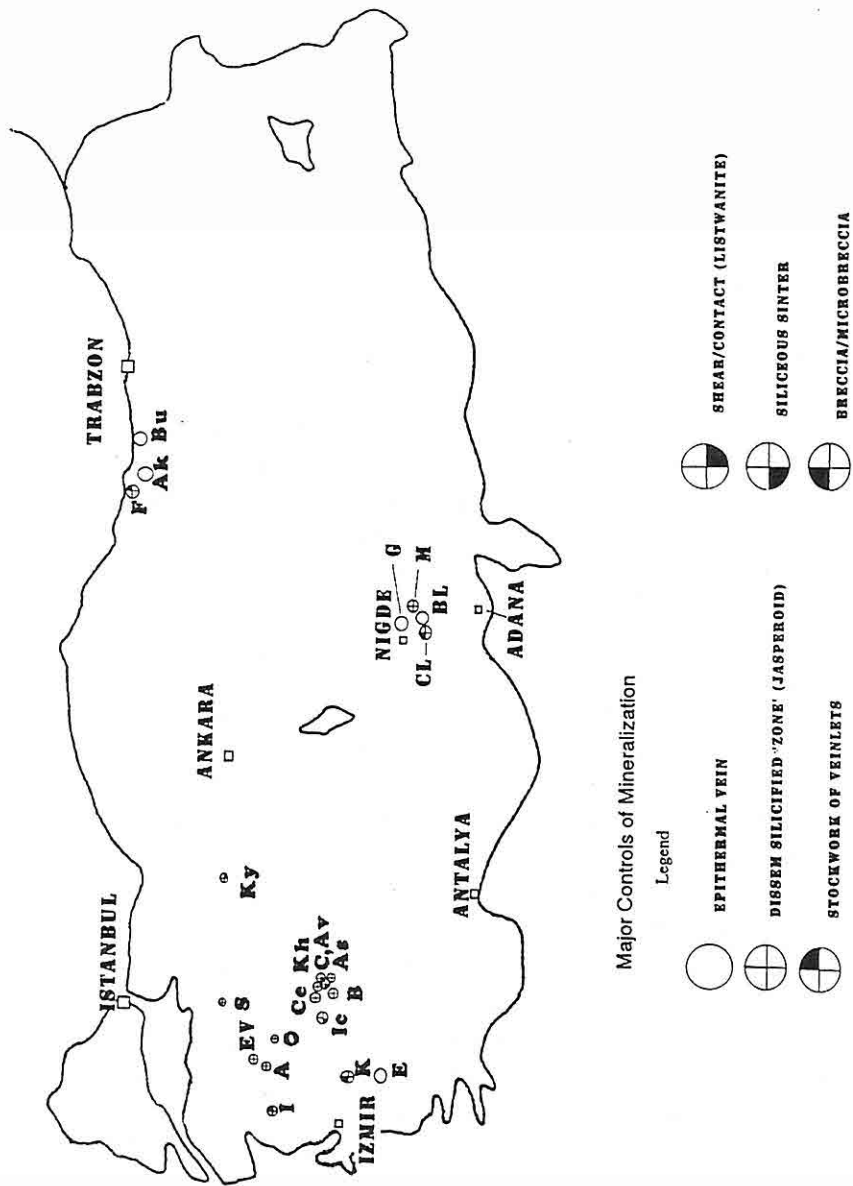 ISTANBUL
TRABZON
ANKARA
F
Ak
Bu
Ky
EV
S
I
A
O
Ce
Kh
C,Av
As
Ic
B
K
E
IZMIR
NIGDE
G
M
CL
BL
ADANA
ANTALYA
Major Controls of Mineralization
Legend
EPITHERMAL VEIN
DISSEM SILICIFIED 'ZONE' (JASPEROID)
STOCKWORK OF VEINLETS
SHEAR/CONTACT (LISTWANITE)
SILICEOUS SINTER
BRECCIA/MICROBRECCIA